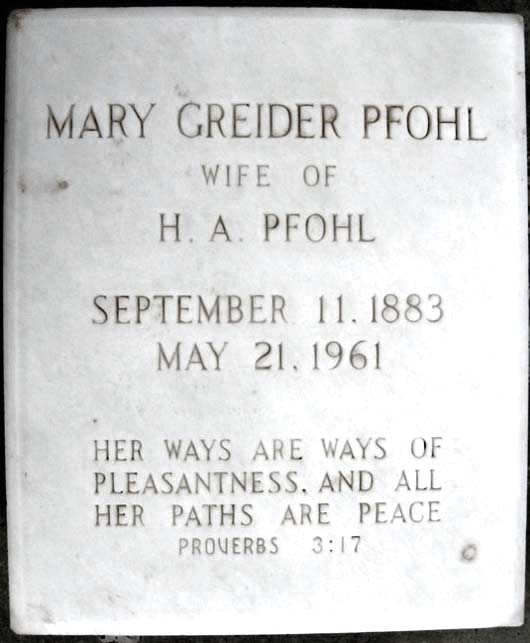 MARY GREIDER PFOHL
WIFE OF
H. A. PFOHL
SEPTEMBER 11, 1883
MAY 21, 1961
HER WAYS ARE WAYS OF
PLEASANTNESS, AND ALL
HER PATHS ARE PEACE
PROVERBS 3:17